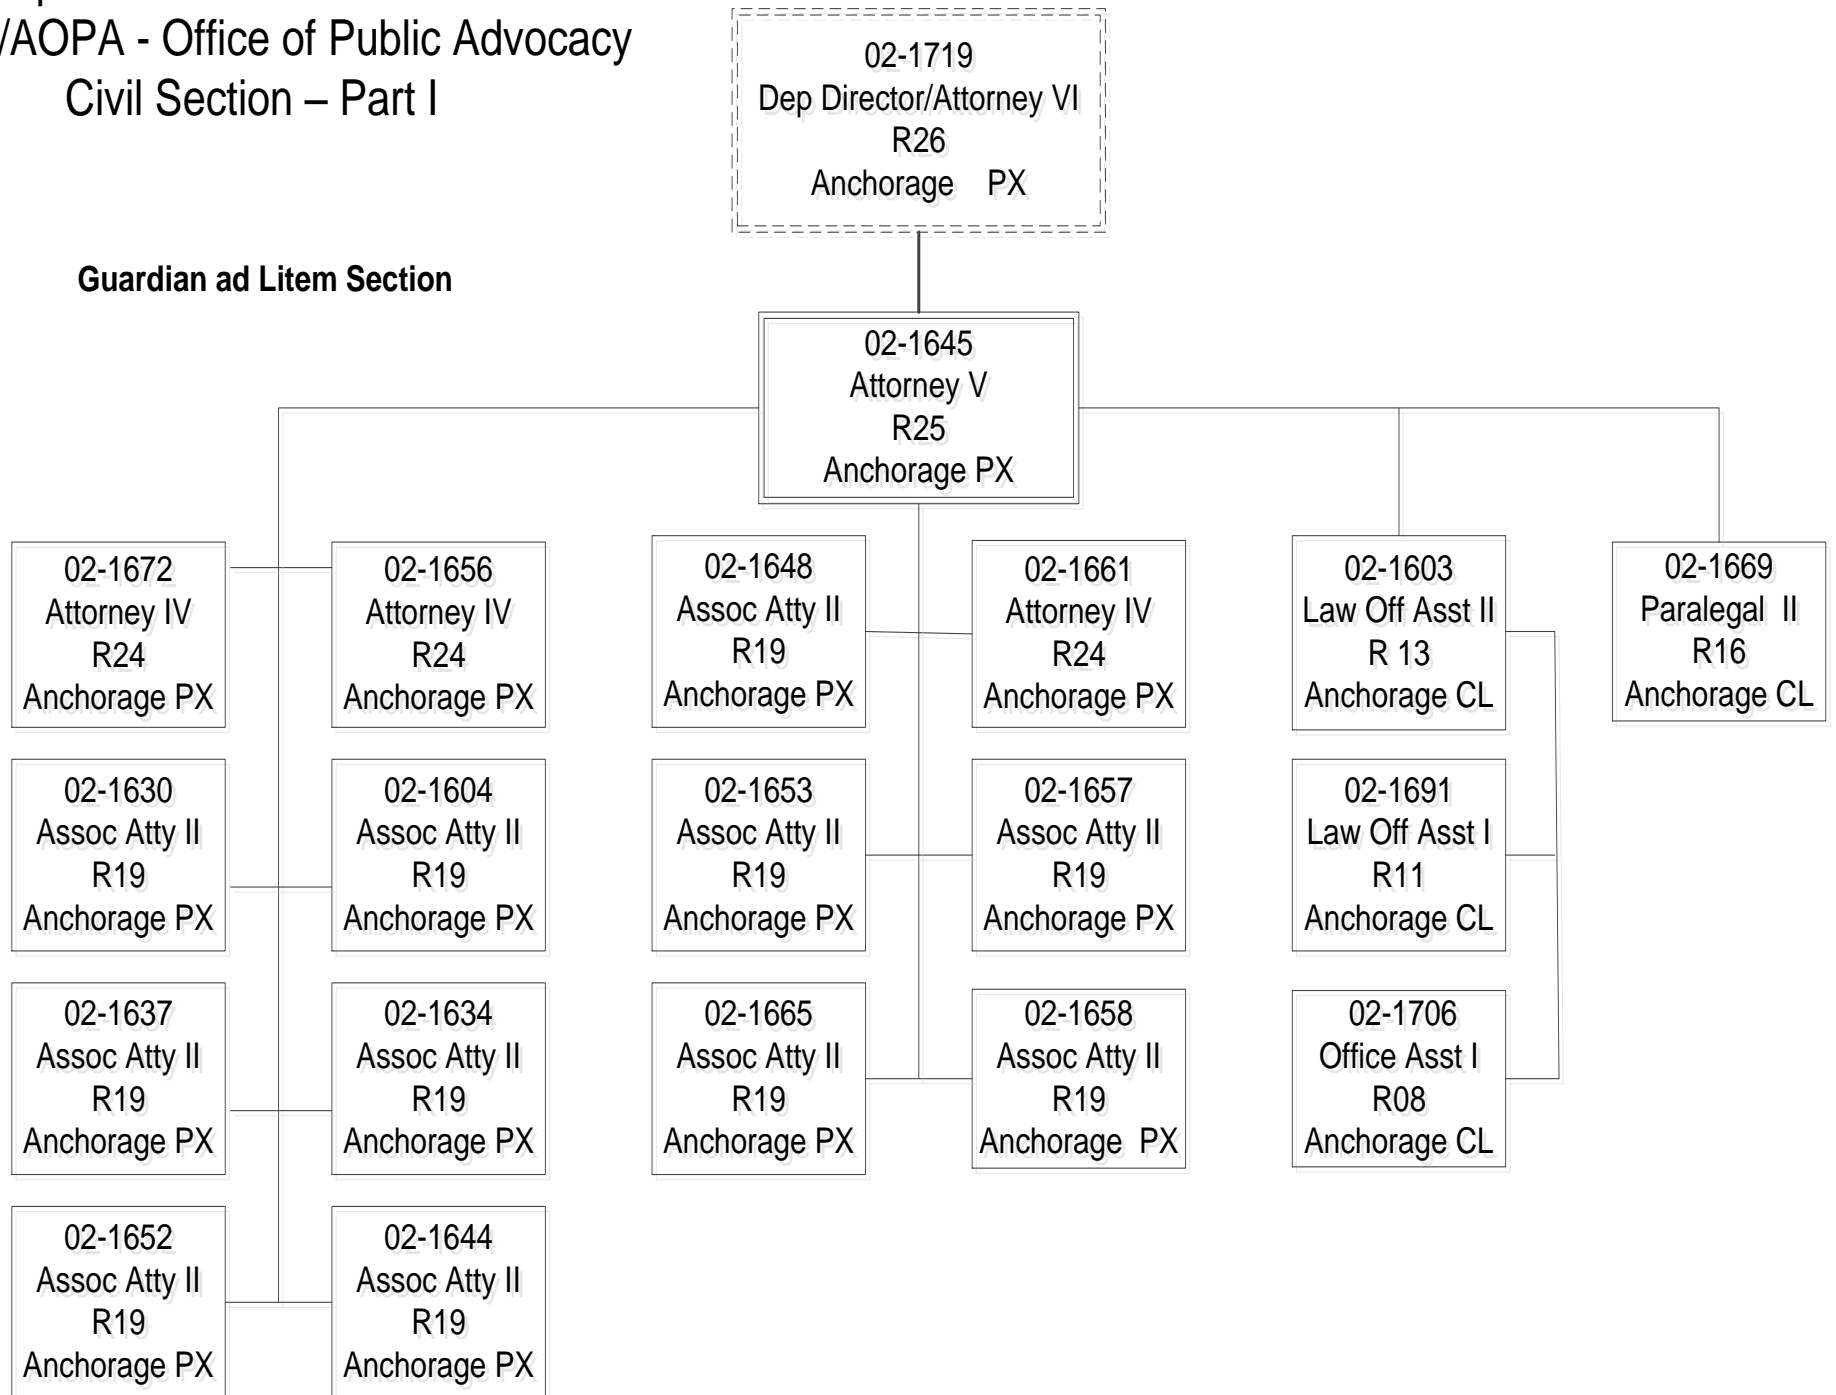 /AOPA - Office of Public Advocacy
Civil Section – Part I
02-1719
Dep Director/Attorney VI
R26
Anchorage PX
Guardian ad Litem Section
02-1645
Attorney V
R25
Anchorage PX
02-1672
Attorney IV
R24
Anchorage PX
02-1656
Attorney IV
R24
Anchorage PX
02-1648
Assoc Atty II
R19
Anchorage PX
02-1661
Attorney IV
R24
Anchorage PX
02-1603
Law Off Asst II
R 13
Anchorage CL
02-1669
Paralegal II
R16
Anchorage CL
02-1630
Assoc Atty II
R19
Anchorage PX
02-1604
Assoc Atty II
R19
Anchorage PX
02-1653
Assoc Atty II
R19
Anchorage PX
02-1657
Assoc Atty II
R19
Anchorage PX
02-1691
Law Off Asst I
R11
Anchorage CL
02-1637
Assoc Atty II
R19
Anchorage PX
02-1634
Assoc Atty II
R19
Anchorage PX
02-1665
Assoc Atty II
R19
Anchorage PX
02-1658
Assoc Atty II
R19
Anchorage PX
02-1706
Office Asst I
R08
Anchorage CL
02-1652
Assoc Atty II
R19
Anchorage PX
02-1644
Assoc Atty II
R19
Anchorage PX